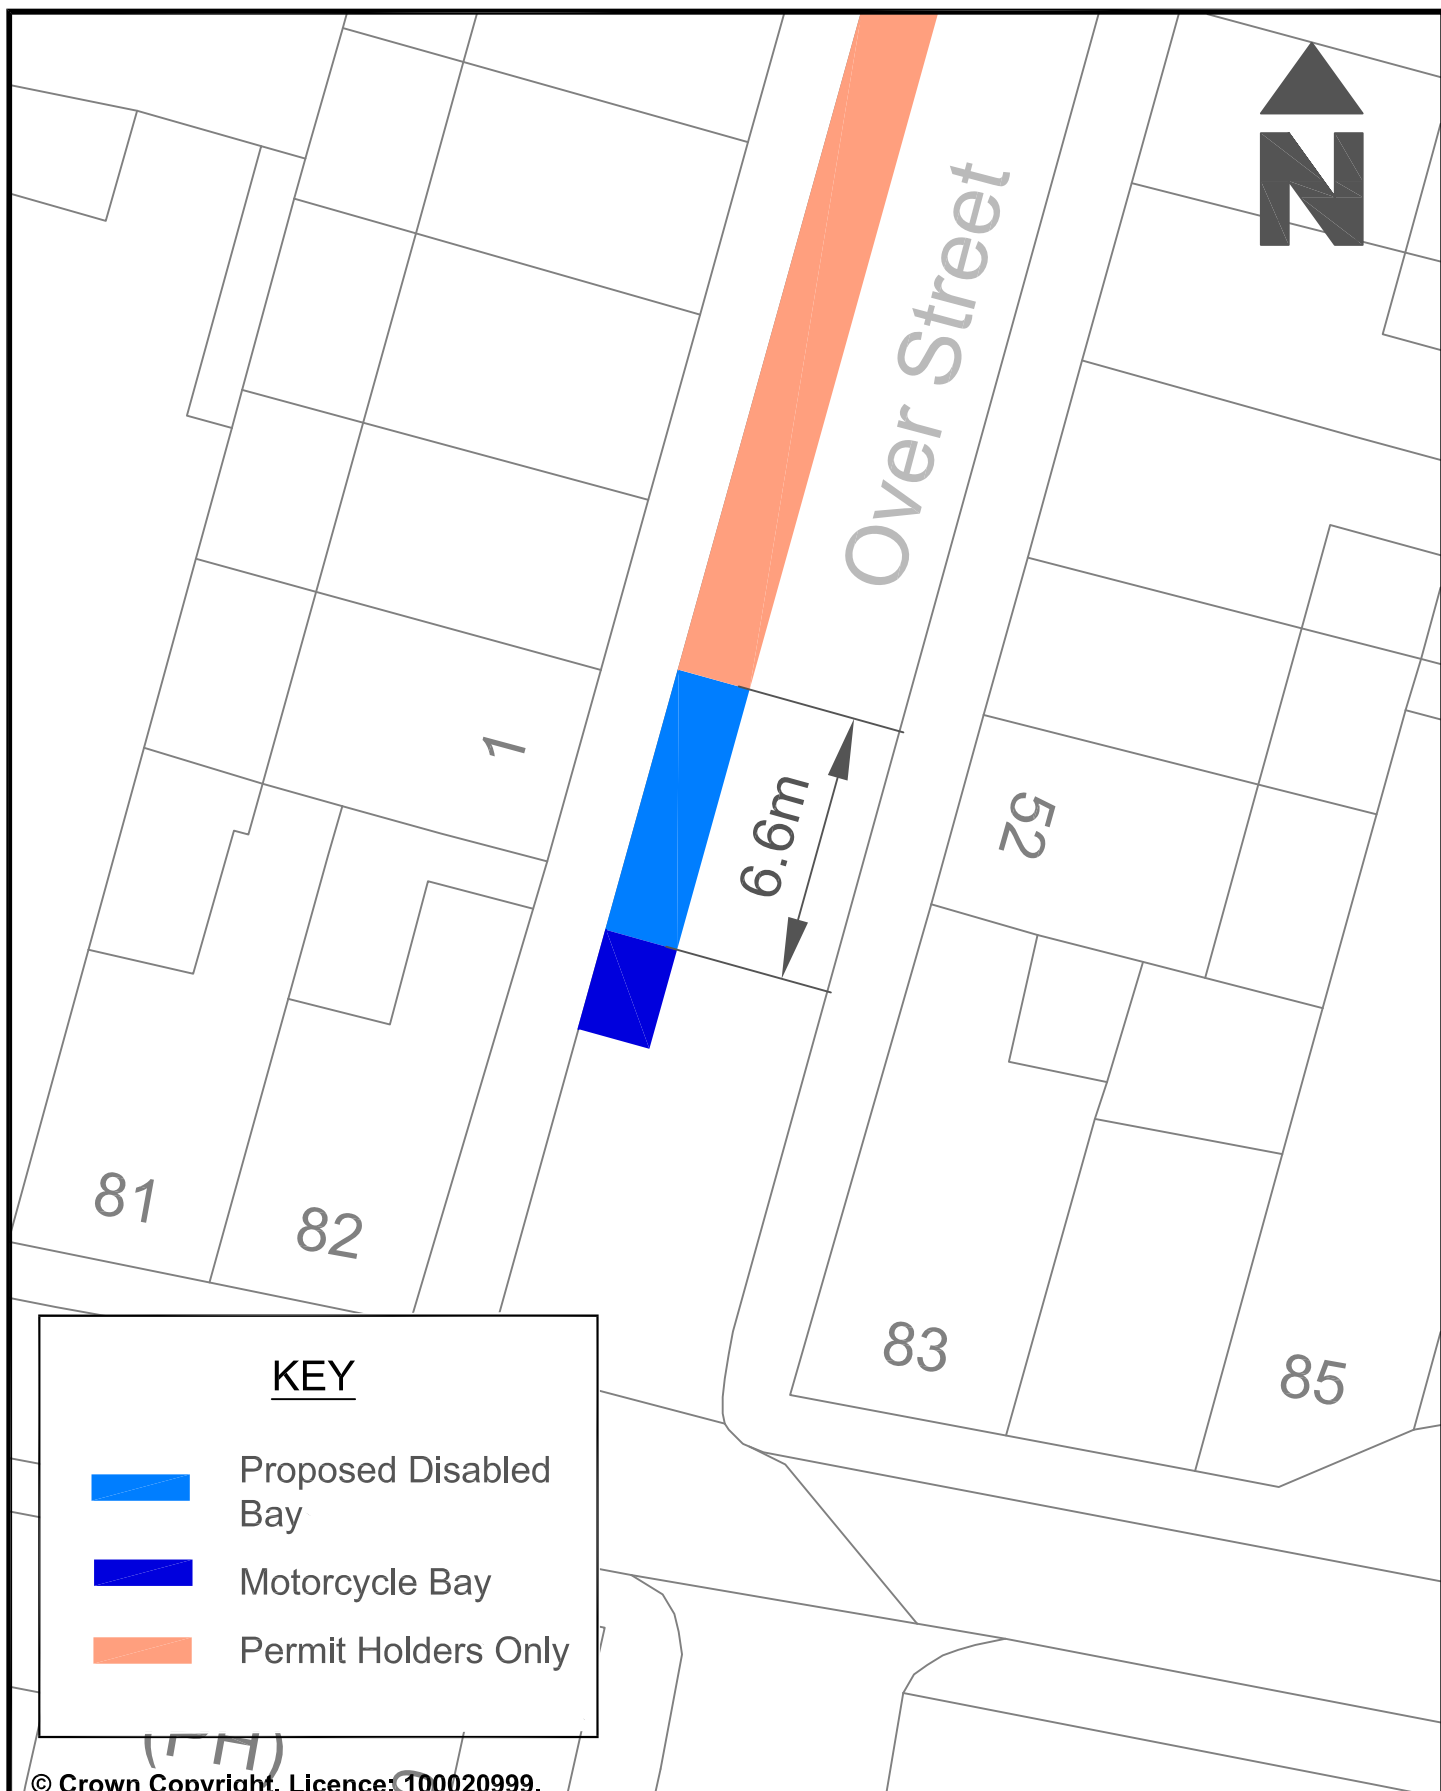 N
Over Street
1
6.6m
52
81
82
83
85
KEY
Proposed Disabled
Bay
Motorcycle Bay
Permit Holders Only
(PH)
© Crown Copyright. Licence: 100020999.